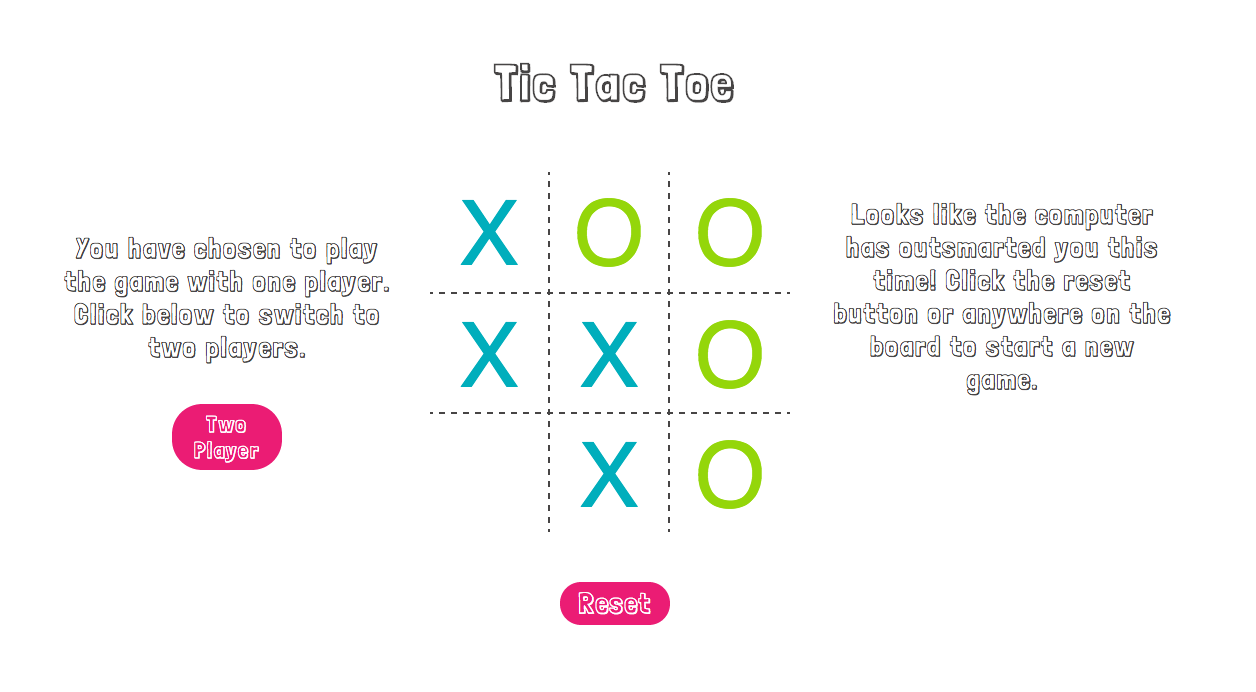 Tic Tac Toe
You have chosen to play
the game with one player.
Click below to switch to
two players.
Two
Player
X O O
X X O
X O
Looks like the computer
has outsmarted you this
time! Click the reset
button or anywhere on the
board to start a new
game.
Reset